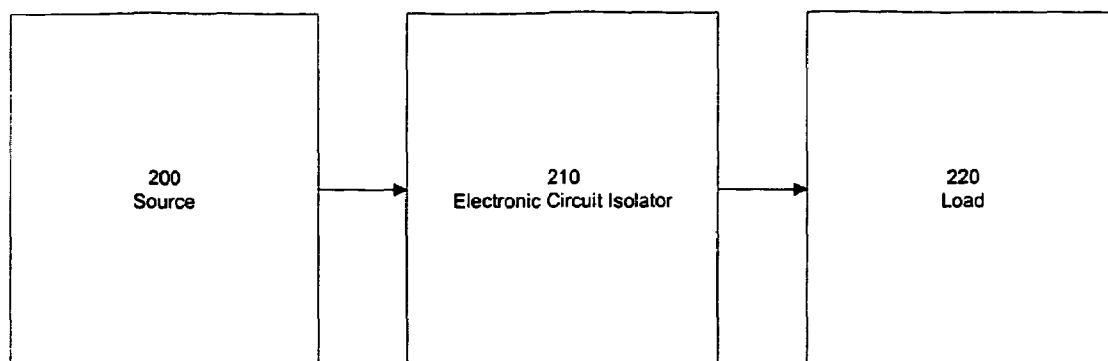 200
Source
210
Electronic Circuit Isolator
220
Load